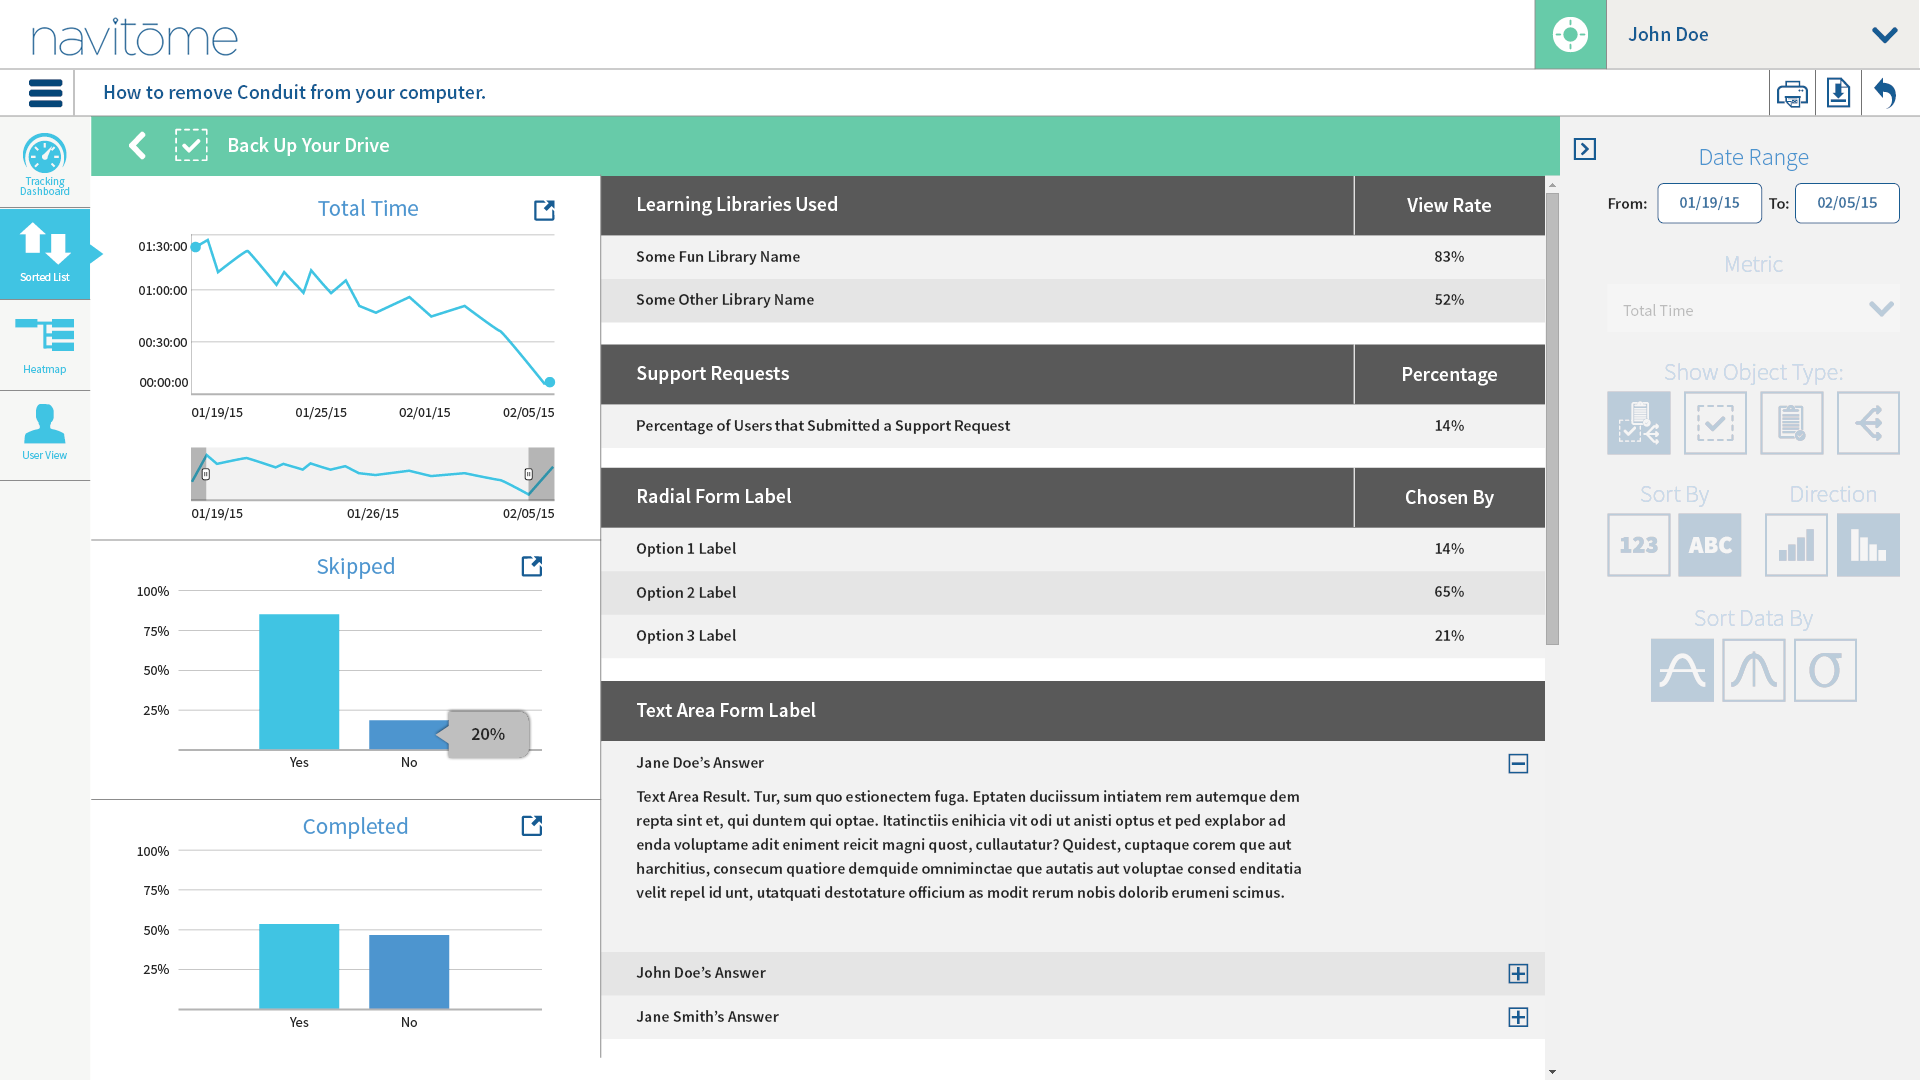 navitōme
John Doe
How to remove Conduit from your computer.
Back Up Your Drive
Tracking
Dashboard
Sorted List
Heatmap
User View
Total Time
01:30:00
01:00:00
00:30:00
00:00:00
01/19/15 01/25/15 02/01/15 02/05/15
01/19/15 01/26/15 02/05/15
Skipped
100%
75%
50%
25%
20%
Yes No
Completed
100%
75%
50%
25%
Yes No
Learning Libraries Used View Rate
Some Fun Library Name 83%
Some Other Library Name 52%
Support Requests Percentage
Percentage of Users that Submitted a Support Request 14%
Radial Form Label Chosen By
Option 1 Label 14%
Option 2 Label 65%
Option 3 Label 21%
Text Area Form Label
Jane Doe’s Answer
Text Area Result. Tur, sum quo estionectem fuga. Eptaten duciissum intiatem rem autemque dem
repta sint et, qui duntem qui optae. Itatinctiis enihicia vit odi ut anisti optus et ped explabor ad
enda voluptame adit eniment reicit magni quost, cullautatur? Quidest, cuptaque corem que aut
harchitius, consecum quatiore demquide omniminctae que autatis aut voluptae consed enditatia
velit repel id unt, utatquati destotature officium as modit rerum nobis dolorib erumeni scimus.
John Doe’s Answer
Jane Smith’s Answer
Date Range
From: 01/19/15 To: 02/05/15
Metric
Total Time
Show Object Type:
Sort By Direction
123 ABC
Sort Data By
σ